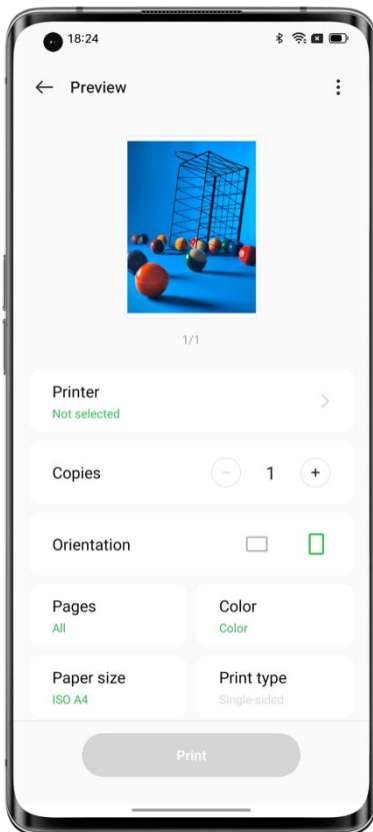 18:24
Preview
1/1
Printer
Not selected
Copies
1
Orientation
Pages
All
Color
Color
Paper size
ISO A4
Print type
Single-sided
Print